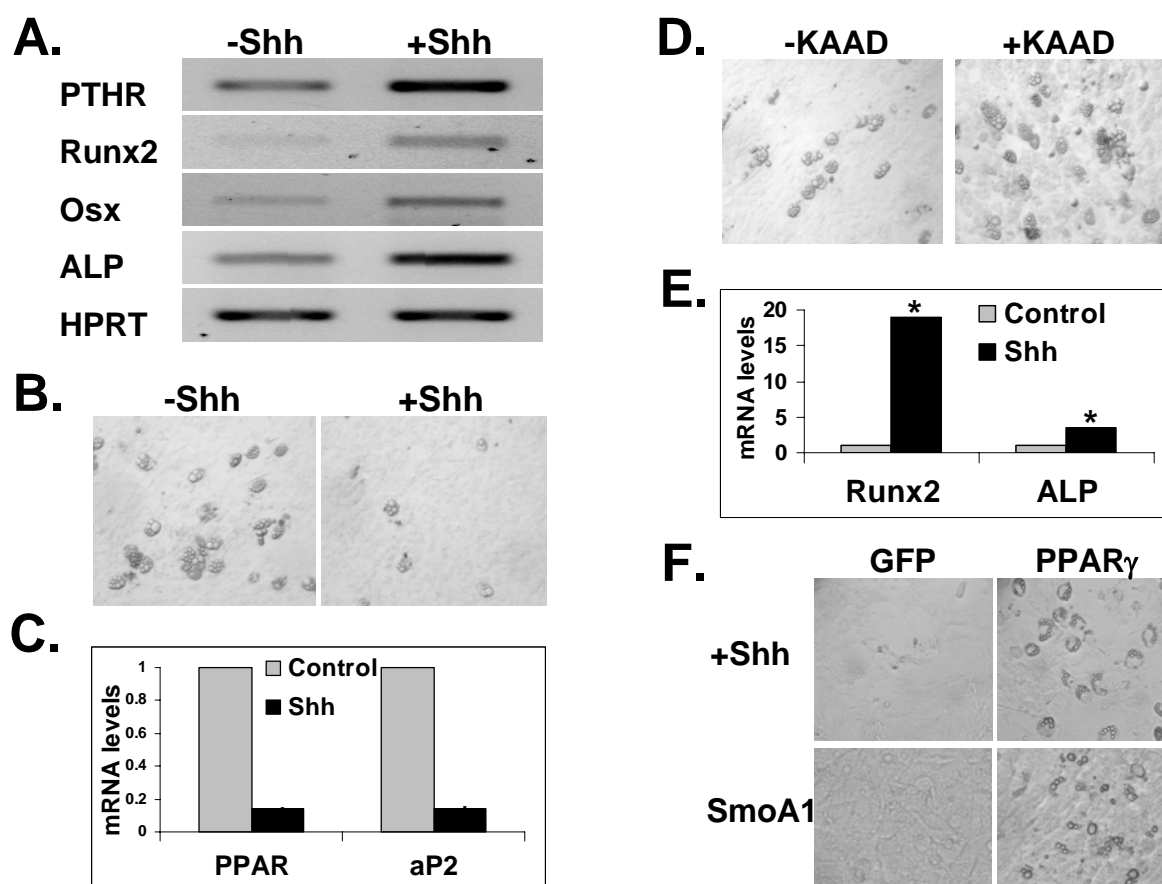 A.
-Shh +Shh
PTHR
Runx2
Osx
ALP
HPRT
B.
-Shh +Shh
C.
mRNA levels
1
0.8
0.6
0.4
0.2
0
Control
Shh
PPAR aP2
D.
-KAAD +KAAD
E.
mRNA levels
20
15
10
5
0
* *
Control
Shh
Runx2 ALP
F.
GFP PPARγ
+Shh
SmoA1